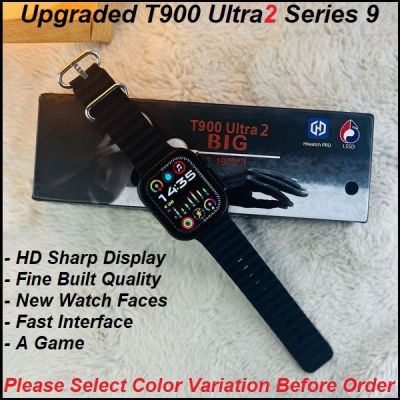 Upgraded T900 Ultra2 Series 9
T900 Ultra 2
BIG
Hiwatch PRO
LSSD
14:35
- HD Sharp Display
- Fine Built Quality
- New Watch Faces
- Fast Interface
- A Game
Please Select Color Variation Before Order